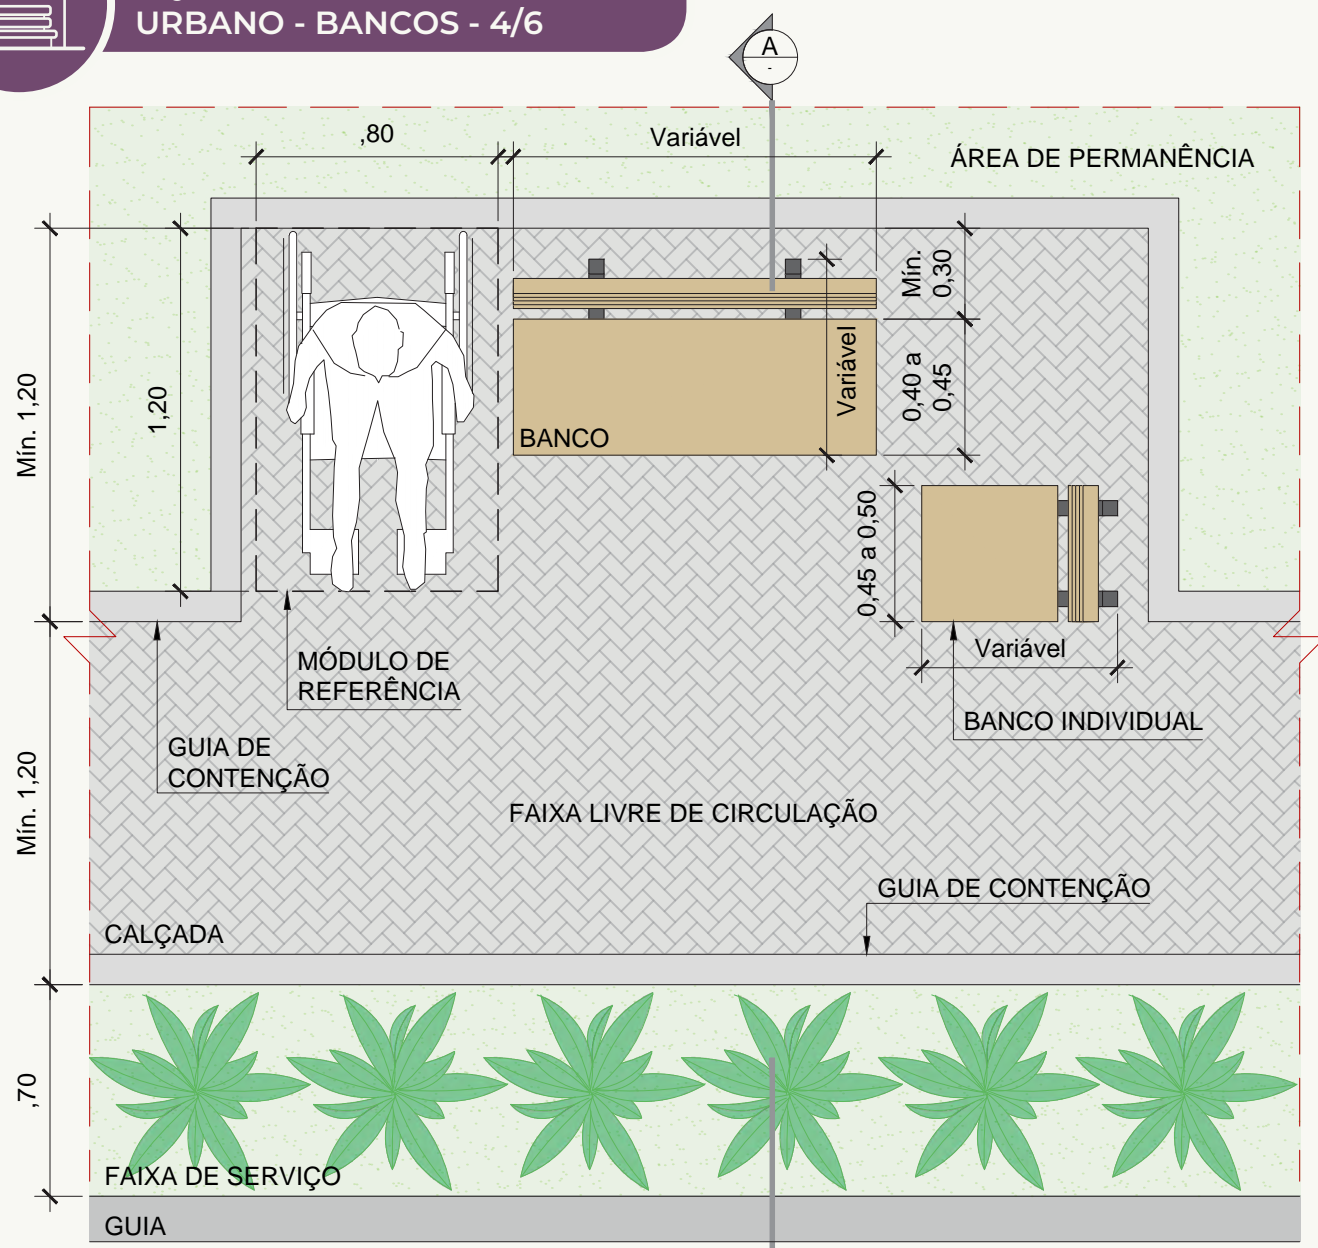 URBANO - BANCOS - 4/6
A
-
,80
Variável
ÁREA DE PERMANÊNCIA
Mín. 1,20
1,20
Mín.
0,30
Variável
0,40 a
0,45
BANCO
0,45 a 0,50
Variável
MÓDULO DE
REFERÊNCIA
BANCO INDIVIDUAL
GUIA DE
CONTENÇÃO
Mín. 1,20
FAIXA LIVRE DE CIRCULAÇÃO
GUIA DE CONTENÇÃO
CALÇADA
,70
FAIXA DE SERVIÇO
GUIA